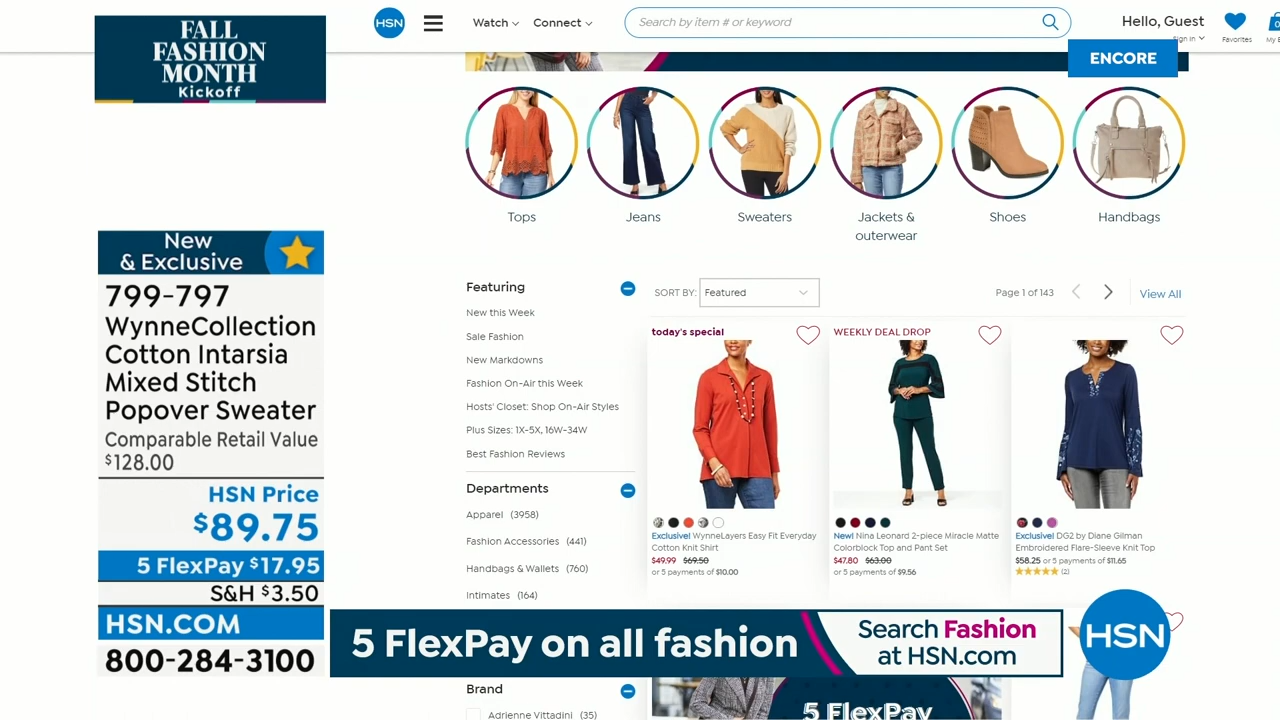 FALL
FASHION
MONTH
Kickoff
HSN
Watch
Connect
Search by item # or keyword
Hello, Guest
Sign In
Favorites
0
ENCORE
Tops
Jeans
Sweaters
Jackets &
outerwear
Shoes
Handbags
New
& Exclusive
799-797
WynneCollection
Cotton Intarsia
Mixed Stitch
Popover Sweater
Comparable Retail Value
$128.00
HSN Price
$89.75
5 FlexPay $17.95
S&H $3.50
HSN.COM
800-284-3100
Featuring
New this Week
Sale Fashion
New Markdowns
Fashion On-Air this Week
Hosts' Closet: Shop On-Air Styles
Plus Sizes: 1X-5X, 16W-34W
Best Fashion Reviews
Departments
Apparel (3958)
Fashion Accessories (441)
Handbags & Wallets (760)
Intimates (164)
Brand
Adrienne Vittadini (35)
SORT BY: Featured
Page 1 of 143
View All
today's special
Exclusive! WynneLayers Easy Fit Everyday
Cotton Knit Shirt
$49.99 $69.50
or 5 payments of $10.00
WEEKLY DEAL DROP
New! Nina Leonard 2-piece Miracle Matte
Colorblock Top and Pant Set
$47.80 $63.00
or 5 payments of $9.56
Exclusive! DG2 by Diane Gilman
Embroidered Flare-Sleeve Knit Top
$58.25 or 5 payments of $11.65
(2)
5 FlexPay on all fashion
Search Fashion
at HSN.com
HSN
5 FlexPay